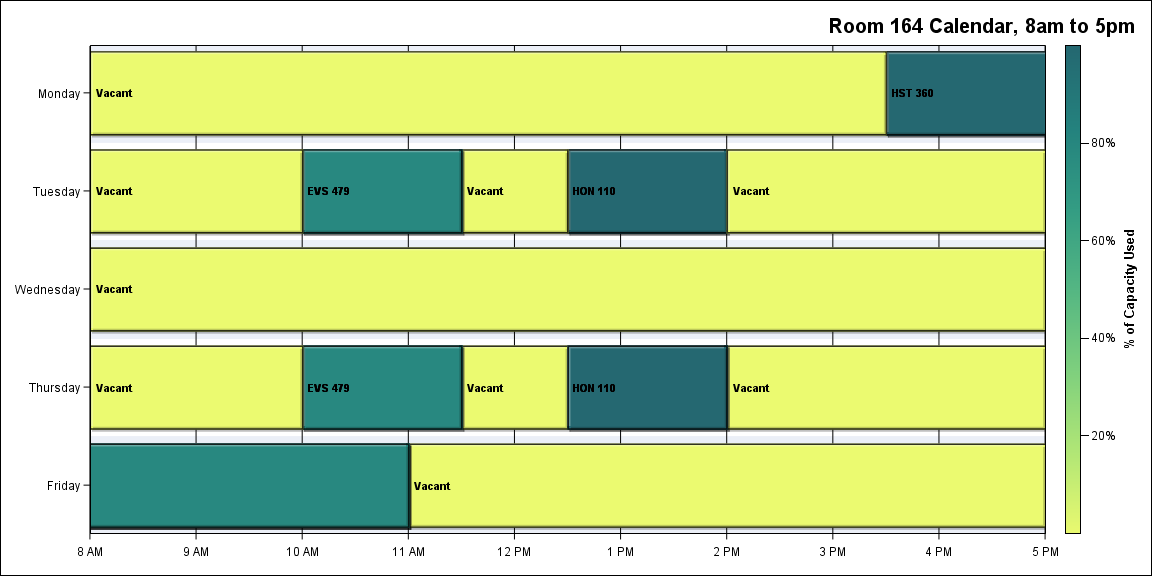 Room 164 Calendar, 8am to 5pm
Monday
Vacant
HST 360
Tuesday
Vacant
EVS 479
Vacant
HON 110
Vacant
Wednesday
Vacant
Thursday
Vacant
EVS 479
Vacant
HON 110
Vacant
Friday
Vacant
8 AM
9 AM
10 AM
11 AM
12 PM
1 PM
2 PM
3 PM
4 PM
5 PM
80%
60%
40%
20%
% of Capacity Used